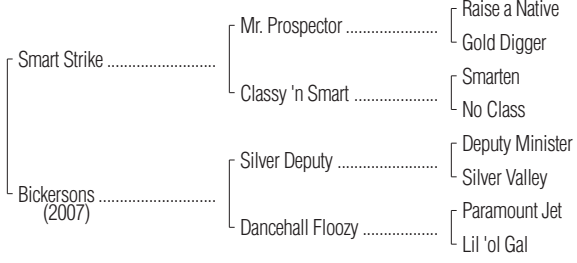 Raise a Native
Mr. Prospector ......................
Gold Digger
Smart Strike ..........................
Smarten
Classy 'n Smart ....................
No Class
Deputy Minister
Silver Deputy ........................
Silver Valley
Bickersons ............................
(2007)
Paramount Jet
Dancehall Floozy ..................
Lil 'ol Gal